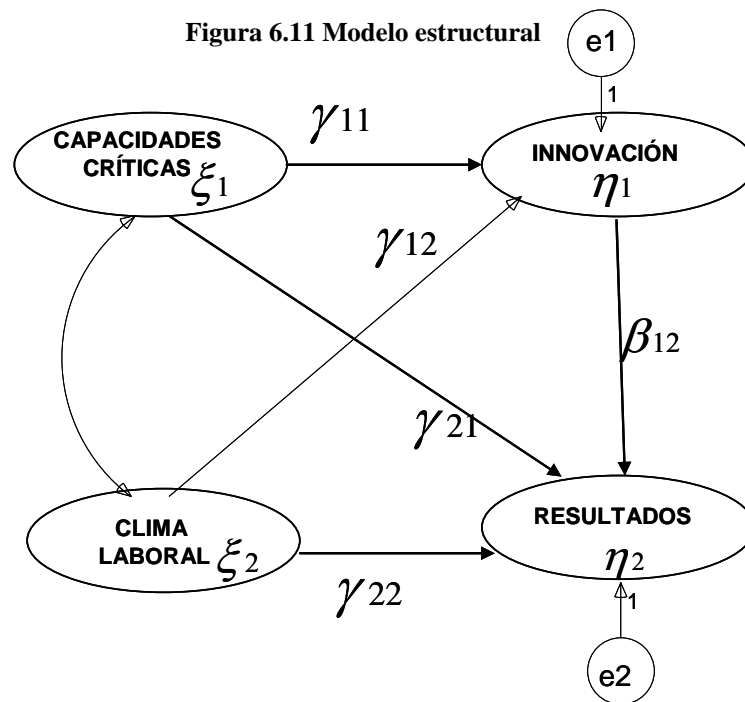 Figura 6.11 Modelo estructural
e1
1
γ11
CAPACIDADES
CRÍTICAS
ξ1
INNOVACIÓN
η1
γ12
β12
γ21
CLIMA
LABORAL
ξ2
RESULTADOS
η2
γ22
1
e2